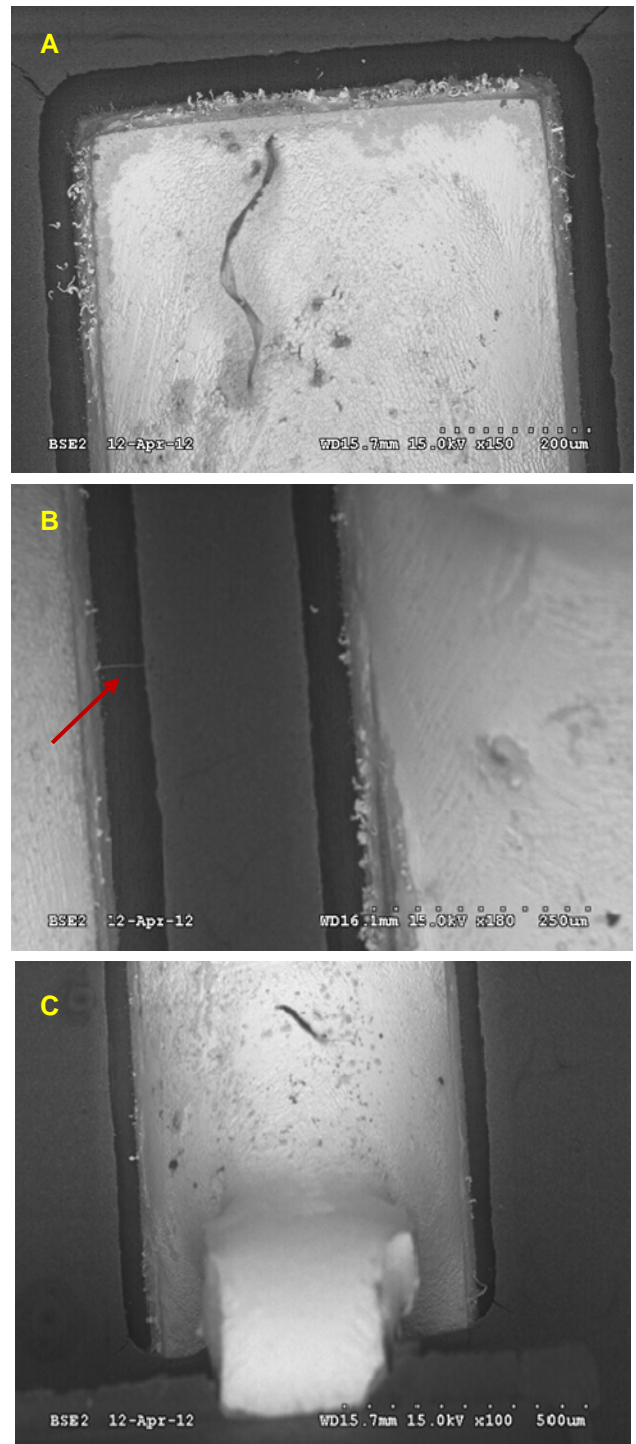 A
BSE2 12-Apr-12 WD15.7mm 15.0kV x150 200um
B
BSE2 12-Apr-12 WD16.1mm 15.0kV x180 250um
C
BSE2 12-Apr-12 WD15.7mm 15.0kV x100 500um